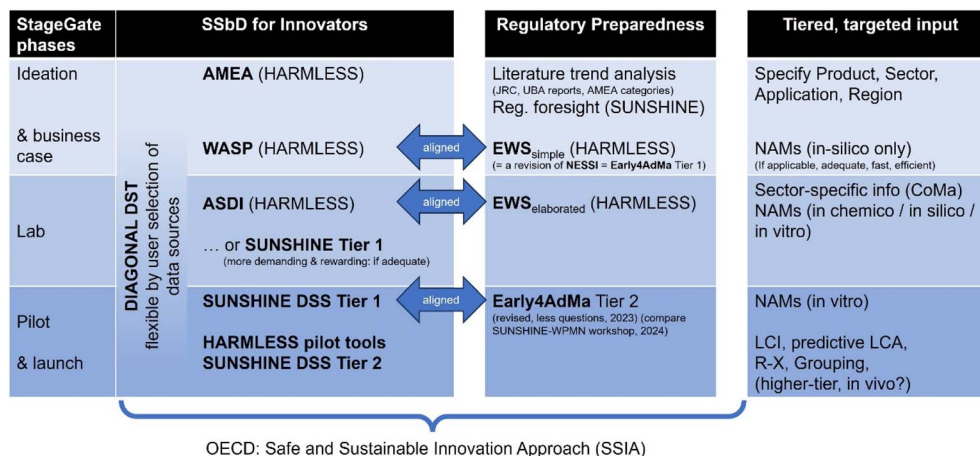 StageGate phases
SSbD for Innovators
Regulatory Preparedness
Tiered, targeted input
Ideation
& business case
Lab
Pilot
& launch
DIAGONAL DST
flexible by user selection of
data sources
AMEA (HARMLESS)
WASP (HARMLESS)
ASDI (HARMLESS)
… or SUNSHINE Tier 1
(more demanding & rewarding: if adequate)
SUNSHINE DSS Tier 1
HARMLESS pilot tools
SUNSHINE DSS Tier 2
aligned
aligned
aligned
Literature trend analysis
(JRC, UBA reports, AMEA categories)
Reg. foresight (SUNSHINE)
EWSsimple (HARMLESS)
(= a revision of NESSI = Early4AdMa Tier 1)
EWSelaborated (HARMLESS)
Early4AdMa Tier 2
(revised, less questions, 2023) (compare
SUNSHINE-WPMN workshop, 2024)
Specify Product, Sector,
Application, Region
NAMs (in-silico only)
(If applicable, adequate, fast, efficient)
Sector-specific info (CoMa)
NAMs (in chemico / in silico /
in vitro)
NAMs (in vitro)
LCI, predictive LCA,
R-X, Grouping,
(higher-tier, in vivo?)
OECD: Safe and Sustainable Innovation Approach (SSIA)